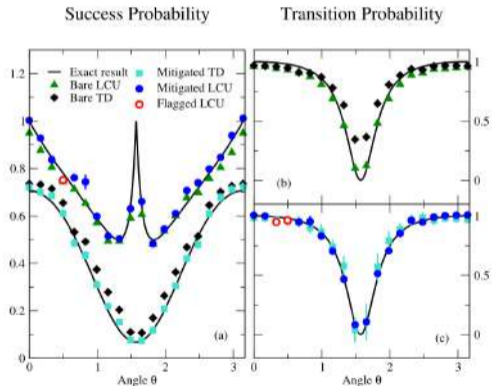 Success Probability
Transition Probability
1.2
1
0.8
0.6
0.4
0.2
0
Exact result
Bare LCU
Bare TD
Mitigated TD
Mitigated LCU
Flagged LCU
(a)
0
1
2
3
Angle θ
(b)
1
0.5
0
(c)
1
0.5
0
0
1
2
3
Angle θ